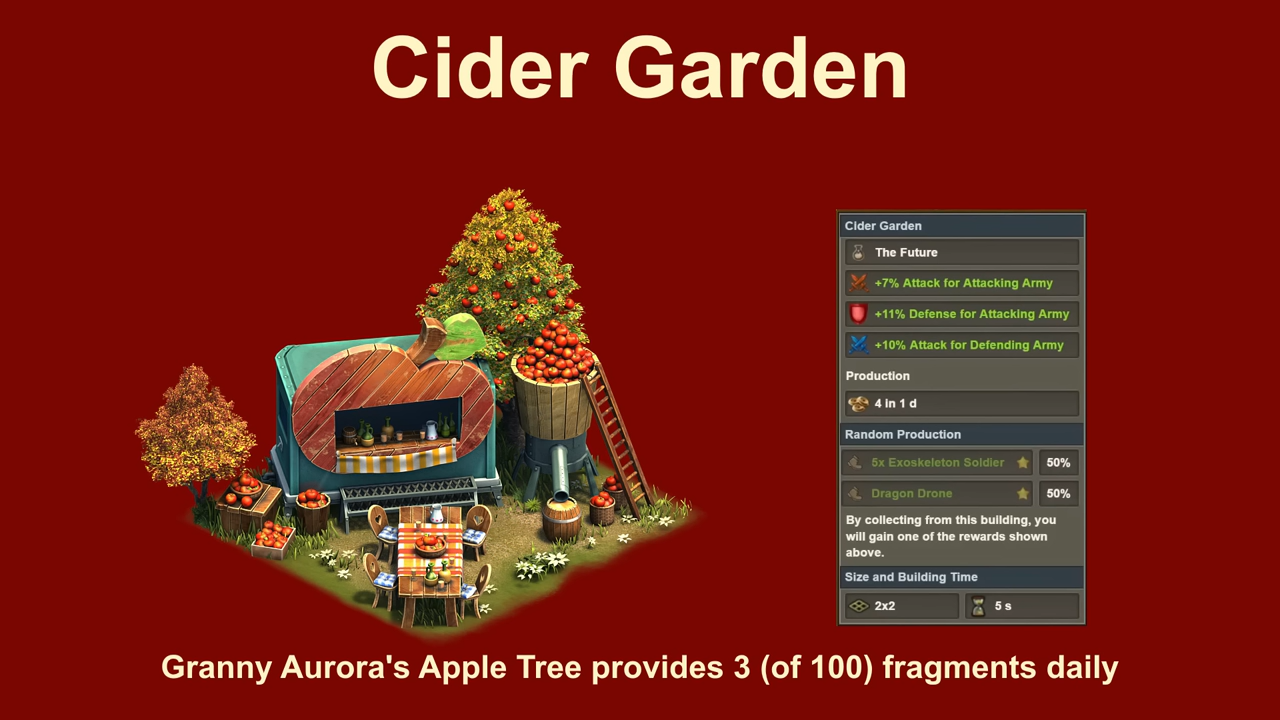 Cider Garden
Cider Garden
The Future
+7% Attack for Attacking Army
+11% Defense for Attacking Army
+10% Attack for Defending Army
Production
4 in 1 d
Random Production
5x Exoskeleton Soldier 50%
Dragon Drone 50%
By collecting from this building, you
will gain one of the rewards shown
above.
Size and Building Time
2x2 5 s
Granny Aurora's Apple Tree provides 3 (of 100) fragments daily